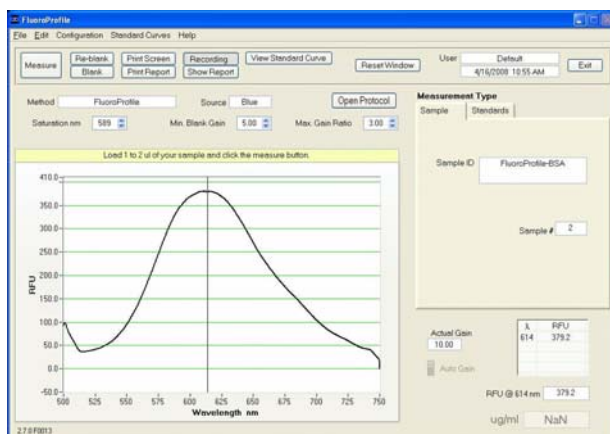 FluoroProfile
File Edit Configuration Standard Curves Help
Measure
Re-blank
Blank
Print Screen
Print Report
Recording
Show Report
View Standard Curve
Reset Window
User
Default
4/16/2008 10:55 AM
Exit
Method
FluoroProfile
Source
Blue
Open Protocol
Saturation nm
589
Min. Blank Gain
5.00
Max. Gain Ratio
3.00
Load 1 to 2 ul of your sample and click the measure button.
Measurement Type
Sample
Standards
Sample ID
FluoroProfile-BSA
Sample #
2
RFU
410.0
350.0
300.0
250.0
200.0
150.0
100.0
50.0
0.0
-50.0
500
525
550
575
600
625
650
675
700
725
750
Wavelength nm
Actual Gain
10.00
Auto Gain
λ RFU
614 379.2
RFU @ 614 nm
379.2
ug/ml
NaN
2.7.0 F0013